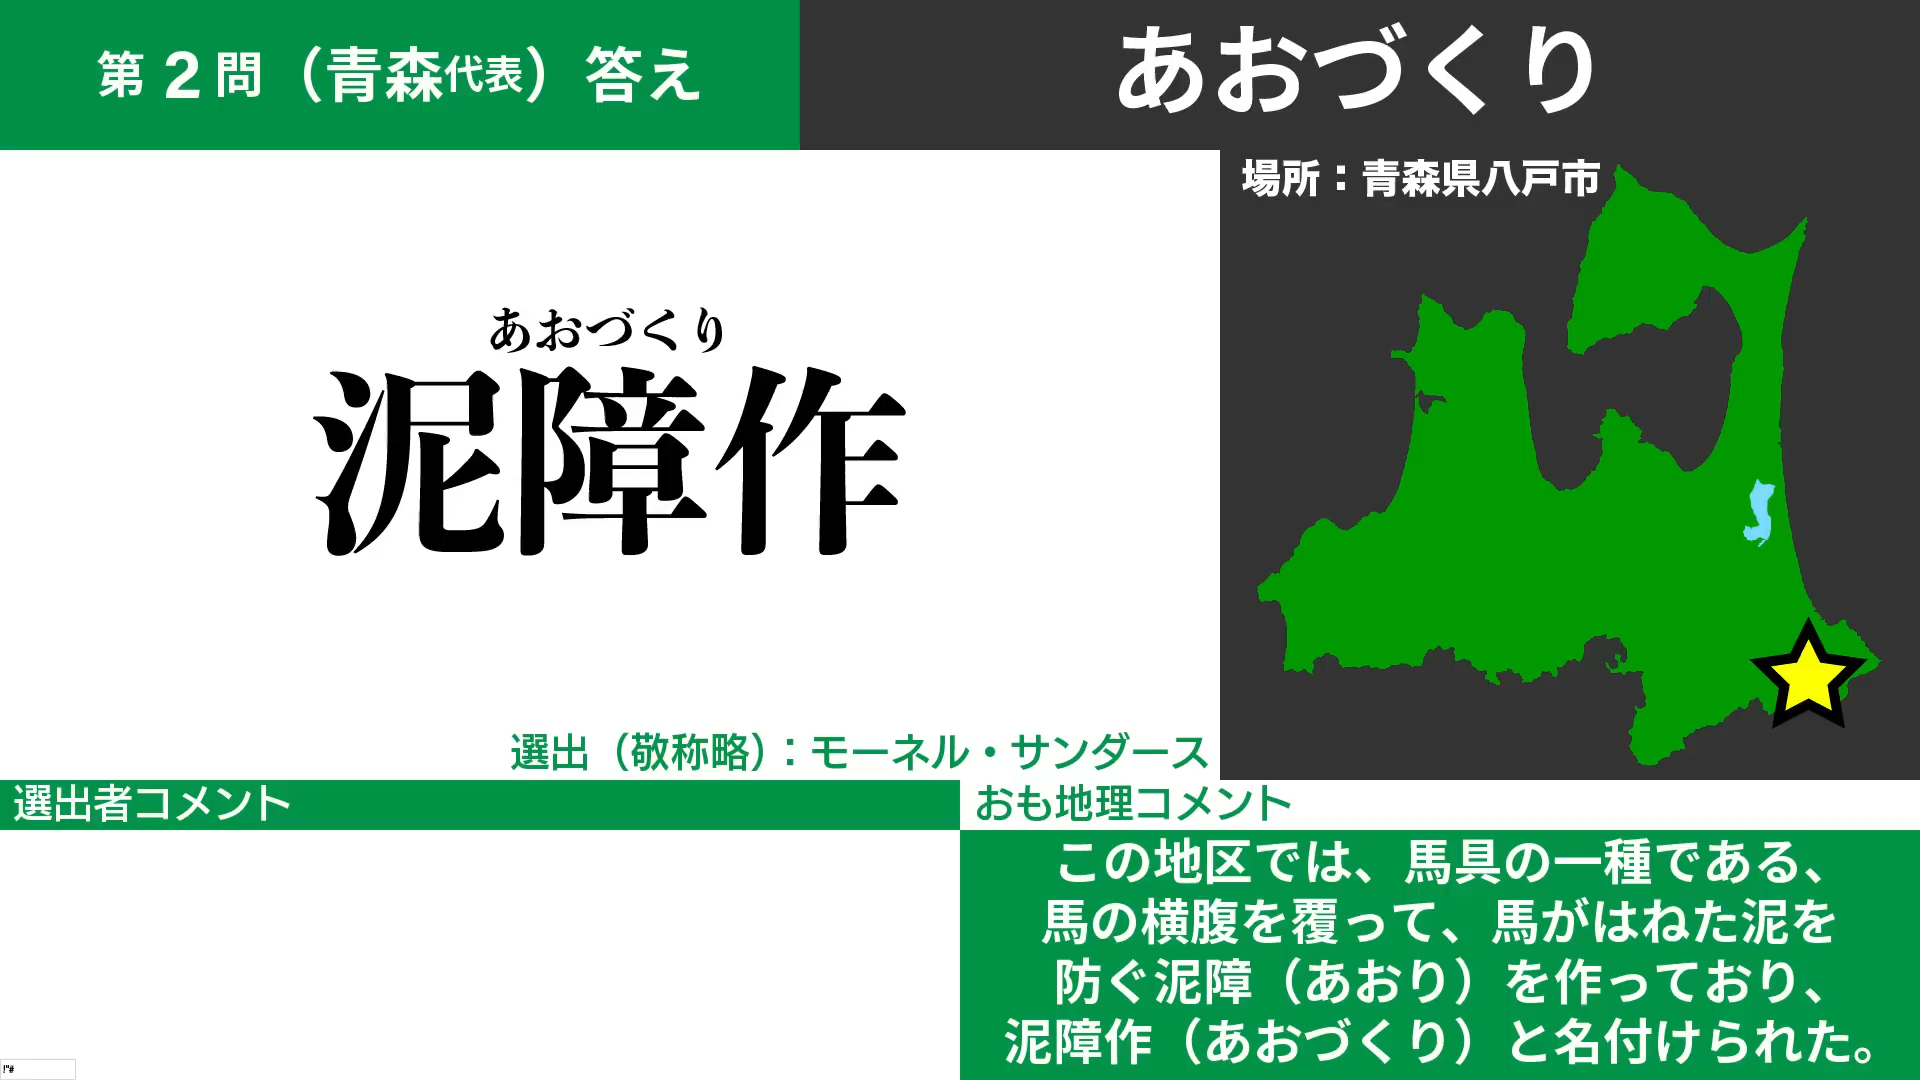 第2問（青森代表）答え
あおづくり
場所：青森県八戸市
あおづくり
泥障作
選出（敬称略）：モーネル・サンダース
選出者コメント
おも地理コメント
この地区では、馬具の一種である、
馬の横腹を覆って、馬がはねた泥を
防ぐ泥障（あおり）を作っており、
泥障作（あおづくり）と名付けられた。
!"#